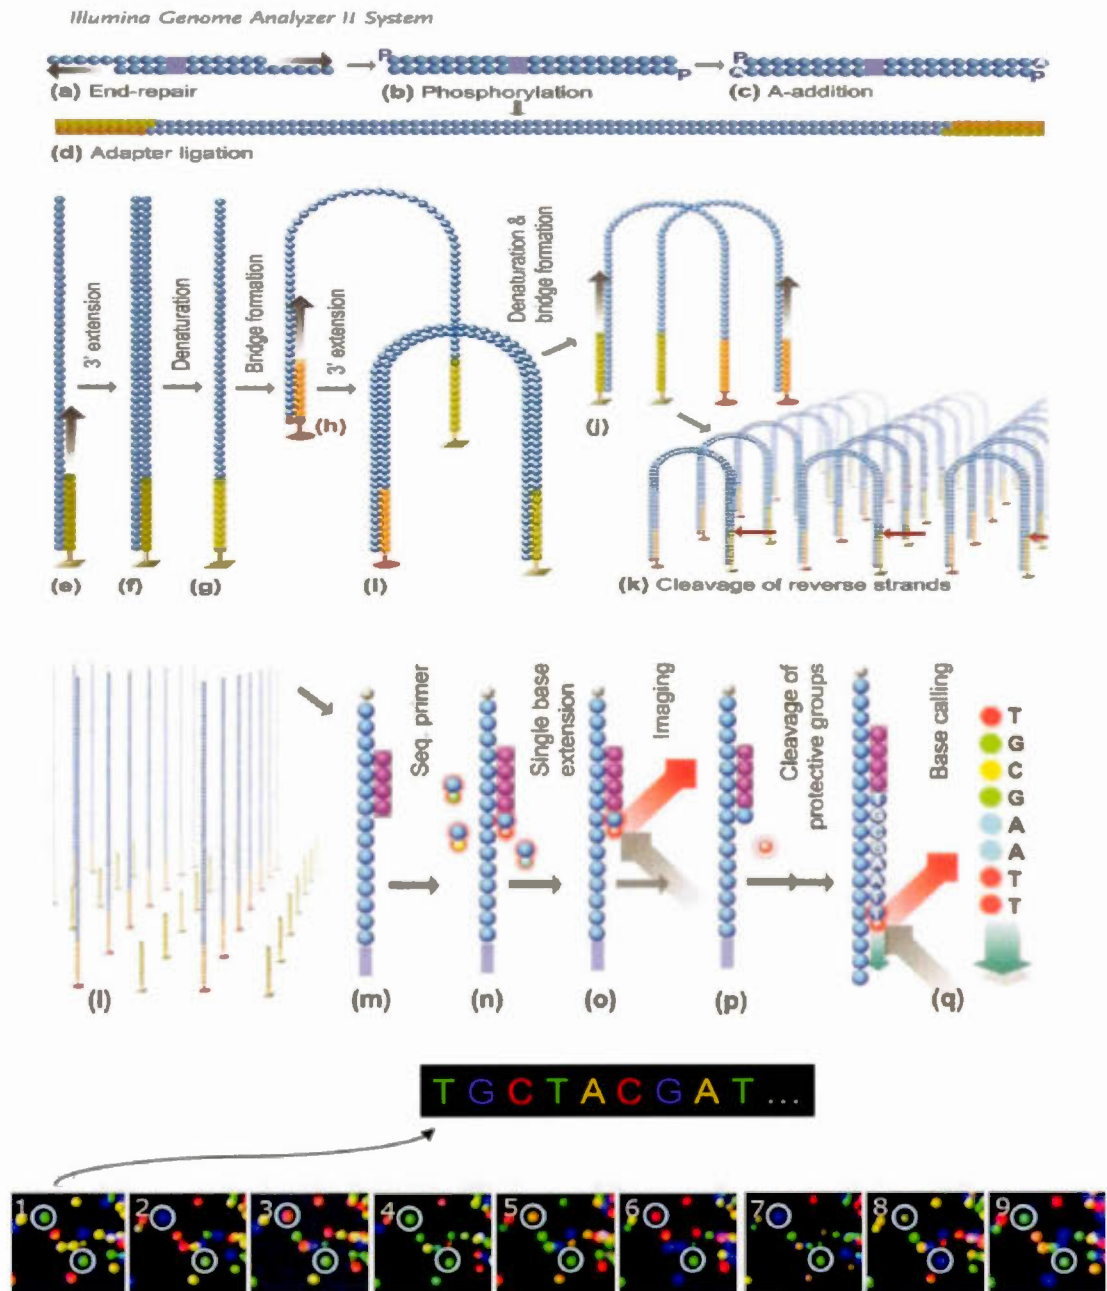 Illumina Genome Analyzer II System
P P
P P
(a) End-repair (b) Phosphorylation (c) A-addition
(d) Adapter ligation
3' extension
Denaturation
Bridge formation
3' extension
Denaturation &
bridge formation
(h)
(j)
(e) (f) (g) (i) (k) Cleavage of reverse strands
Seq. primer
Single base
extension
Imaging
Cleavage of
protective groups
Base calling
T
G
C
G
A
A
T
T
(l) (m) (n) (o) (p) (q)
TGCTACGAT...
1 2 3 4 5 6 7 8 9